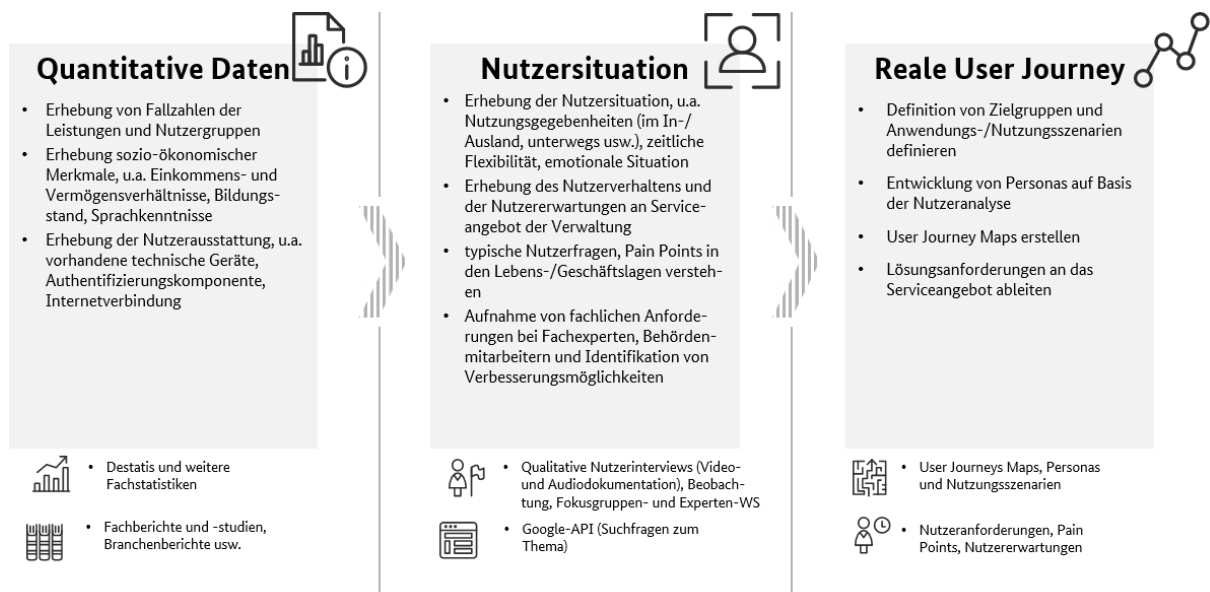 Quantitative Daten
• Erhebung von Fallzahlen der
Leistungen und Nutzergruppen
• Erhebung sozio-ökonomischer
Merkmale, u.a. Einkommens- und
Vermögensverhältnisse, Bildungs-
stand, Sprachkenntnisse
• Erhebung der Nutzerausstattung, u.a.
vorhandene technische Geräte,
Authentifizierungskomponente,
Internetverbindung
• Destatis und weitere
Fachstatistiken
• Fachberichte und -studien,
Branchenberichte usw.
Nutzersituation
• Erhebung der Nutzersituation, u.a.
Nutzungsgegebenheiten (im In-/
Ausland, unterwegs usw.), zeitliche
Flexibilität, emotionale Situation
• Erhebung des Nutzerverhaltens und
der Nutzererwartungen an Service-
angebot der Verwaltung
• typische Nutzerfragen, Pain Points in
den Lebens-/Geschäftslagen versteh-
en
• Aufnahme von fachlichen Anforde-
rungen bei Fachexperten, Behörden-
mitarbeitern und Identifikation von
Verbesserungsmöglichkeiten
• Qualitative Nutzerinterviews (Video-
und Audiodokumentation), Beobach-
tung, Fokusgruppen- und Experten-WS
• Google-API (Suchfragen zum
Thema)
Reale User Journey
• Definition von Zielgruppen und
Anwendungs-/Nutzungsszenarien
definieren
• Entwicklung von Personas auf Basis
der Nutzeranalyse
• User Journey Maps erstellen
• Lösungsanforderungen an das
Serviceangebot ableiten
• User Journeys Maps, Personas
und Nutzungsszenarien
• Nutzeranforderungen, Pain
Points, Nutzererwartungen